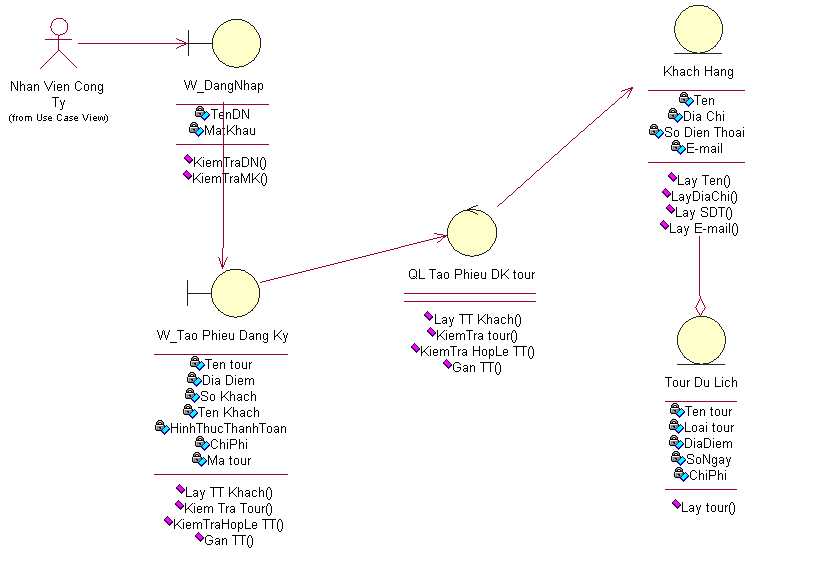 Nhan Vien Cong
Ty
(from Use Case View)
W_DangNhap
TenDN
MatKhau
KiemTraDN()
KiemTraMK()
W_Tao Phieu Dang Ky
Ten tour
Dia Diem
So Khach
Ten Khach
HinhThucThanhToan
ChiPhi
Ma tour
Lay TT Khach()
Kiem Tra Tour()
KiemTraHopLe TT()
Gan TT()
QL Tao Phieu DK tour
Lay TT Khach()
KiemTra tour()
KiemTra HopLe TT()
Gan TT()
Khach Hang
Ten
Dia Chi
So Dien Thoai
E-mail
Lay Ten()
LayDiaChi()
Lay SDT()
Lay E-mail()
Tour Du Lich
Ten tour
Loai tour
DiaDiem
SoNgay
ChiPhi
Lay tour()